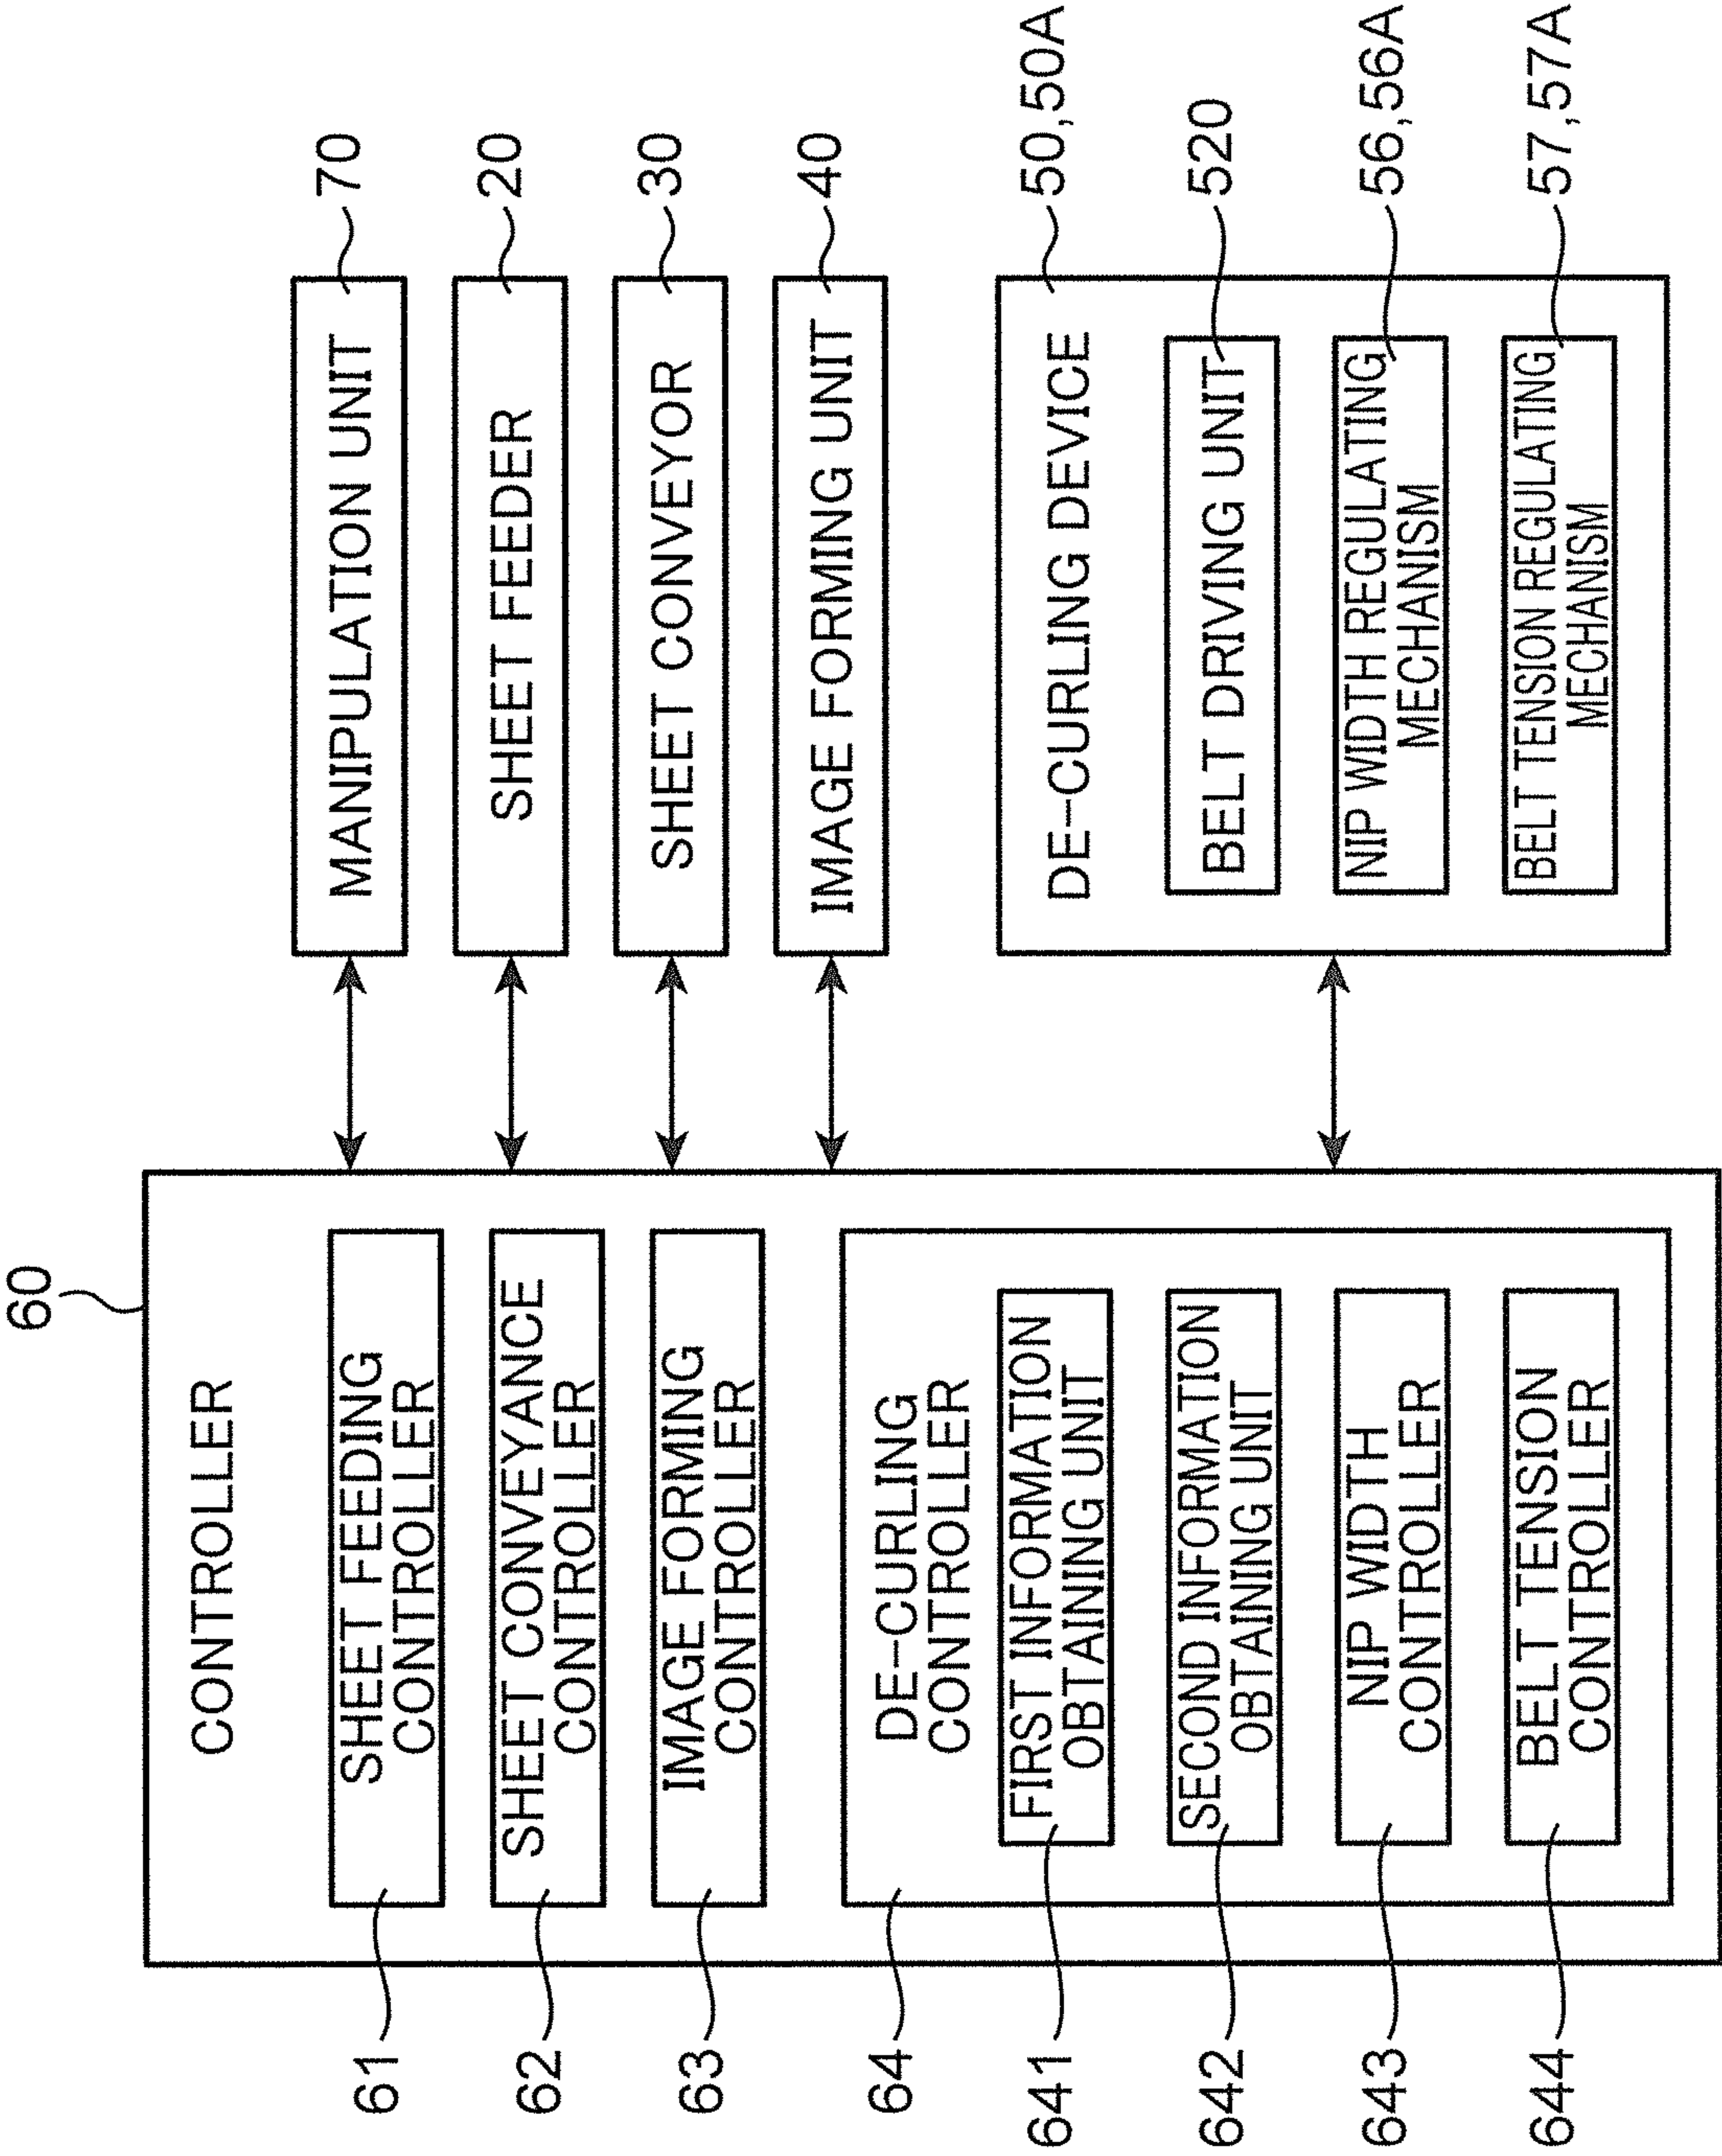 60
CONTROLLER
61
SHEET FEEDING
CONTROLLER
62
SHEET CONVEYANCE
CONTROLLER
63
IMAGE FORMING
CONTROLLER
64
DE-CURLING
CONTROLLER
641
FIRST INFORMATION
OBTAINING UNIT
642
SECOND INFORMATION
OBTAINING UNIT
643
NIP WIDTH
CONTROLLER
644
BELT TENSION
CONTROLLER
MANIPULATION UNIT
70
SHEET FEEDER
20
SHEET CONVEYOR
30
IMAGE FORMING UNIT
40
DE-CURLING DEVICE
50,50A
BELT DRIVING UNIT
520
NIP WIDTH REGULATING
MECHANISM
56,56A
BELT TENSION REGULATING
MECHANISM
57,57A